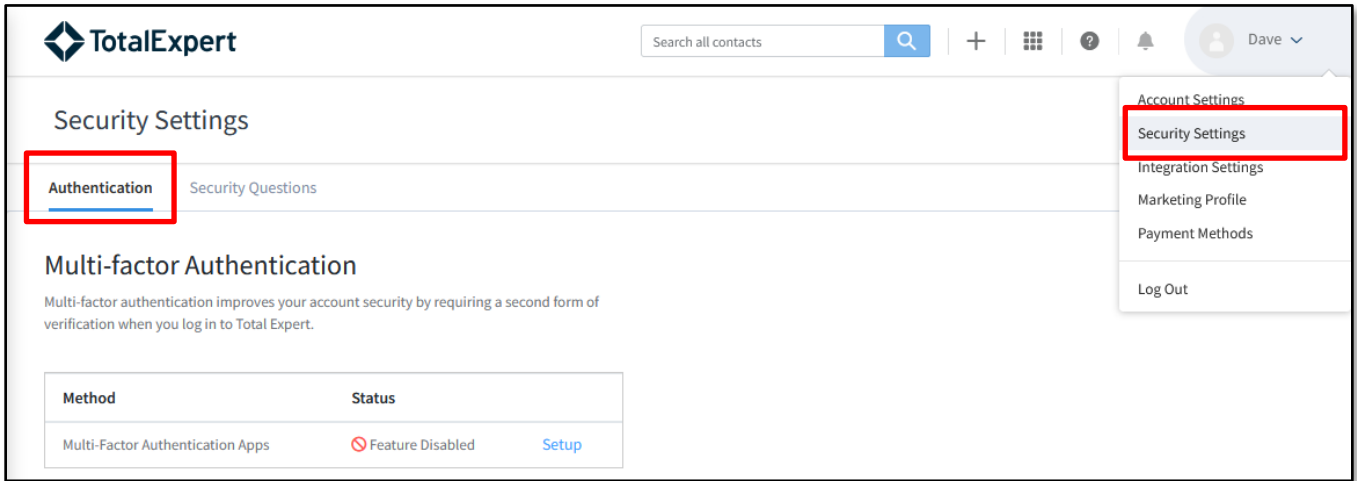 TotalExpert
Search all contacts
Dave
Account Settings
Security Settings
Integration Settings
Marketing Profile
Payment Methods
Log Out
Security Settings
Authentication Security Questions
Multi-factor Authentication
Multi-factor authentication improves your account security by requiring a second form of
verification when you log in to Total Expert.
Method Status
Multi-Factor Authentication Apps Feature Disabled Setup